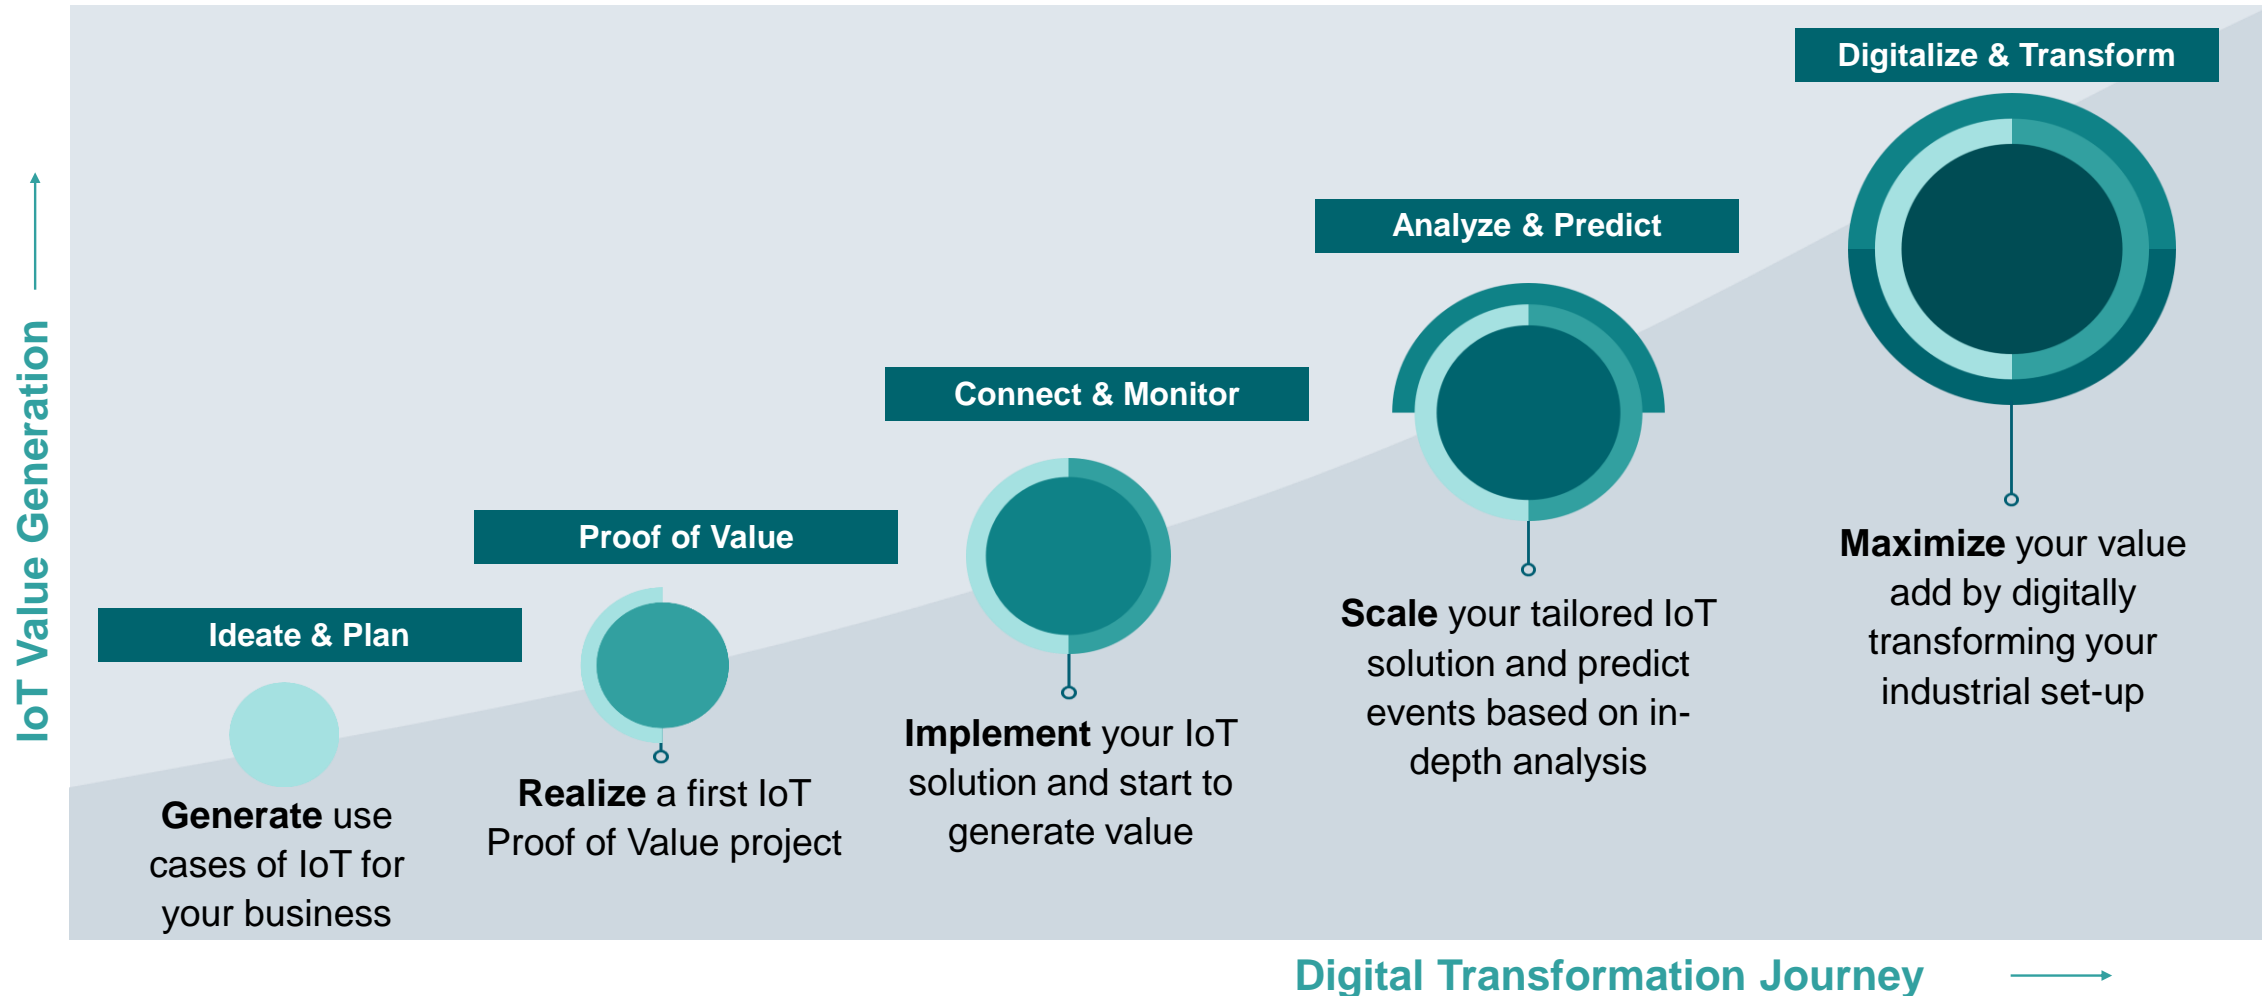 Digitalize & Transform
Analyze & Predict
Connect & Monitor
Proof of Value
Ideate & Plan
IoT Value Generation
Generate use
cases of IoT for
your business
Realize a first IoT
Proof of Value project
Implement your IoT
solution and start to
generate value
Scale your tailored IoT
solution and predict
events based on in-
depth analysis
Maximize your value
add by digitally
transforming your
industrial set-up
Digital Transformation Journey